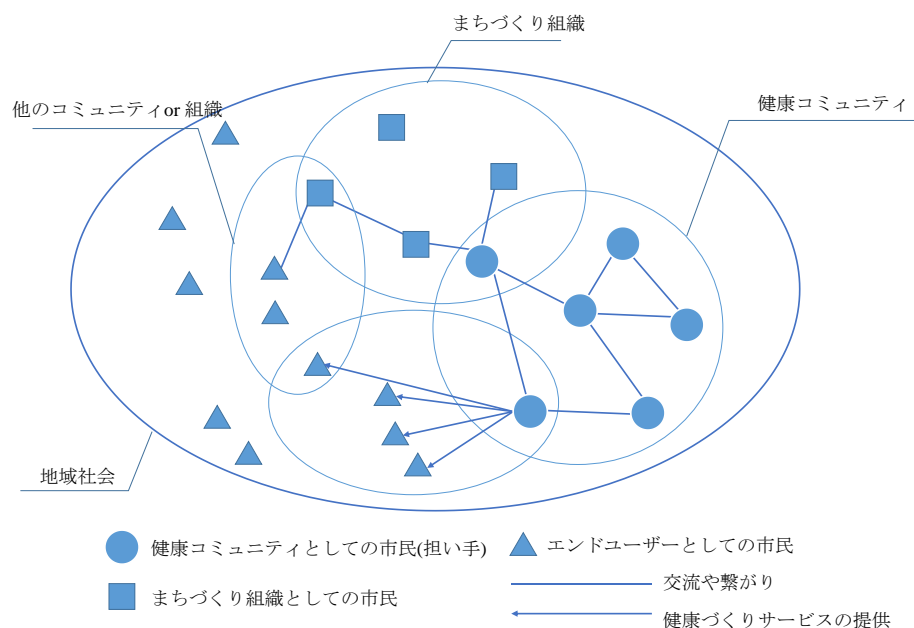 まちづくり組織
他のコミュニティor 組織
健康コミュニティ
地域社会
健康コミュニティとしての市民(担い手)
エンドユーザーとしての市民
まちづくり組織としての市民
交流や繋がり
健康づくりサービスの提供